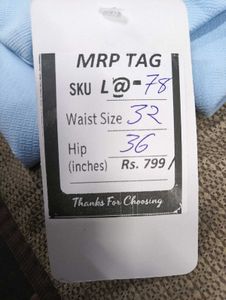 MRP TAG
SKU L@-78
Waist Size 32
Hip 36
(inches) Rs. 799/
Thanks For Choosing